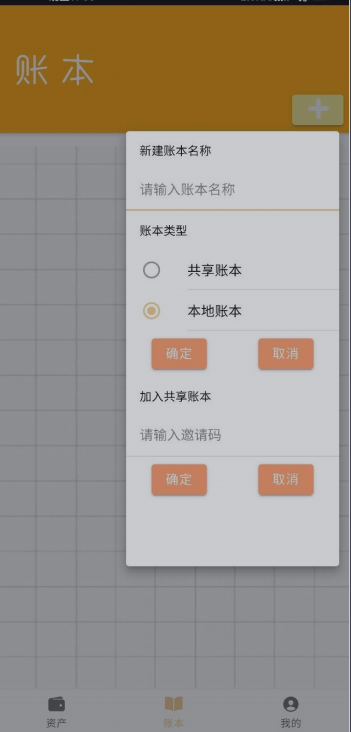 账本
新建账本名称
请输入账本名称
账本类型
共享账本
本地账本
确定 取消
加入共享账本
请输入邀请码
确定 取消
资产 账本 我的